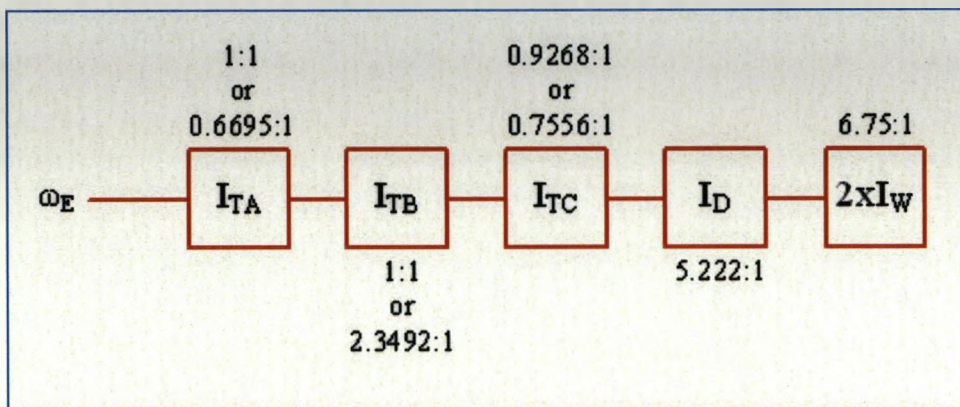 1:1
or
0.6695:1
0.9268:1
or
0.7556:1
6.75:1
ωE
ITA
ITB
ITC
ID
2xIW
1:1
or
2.3492:1
5.222:1